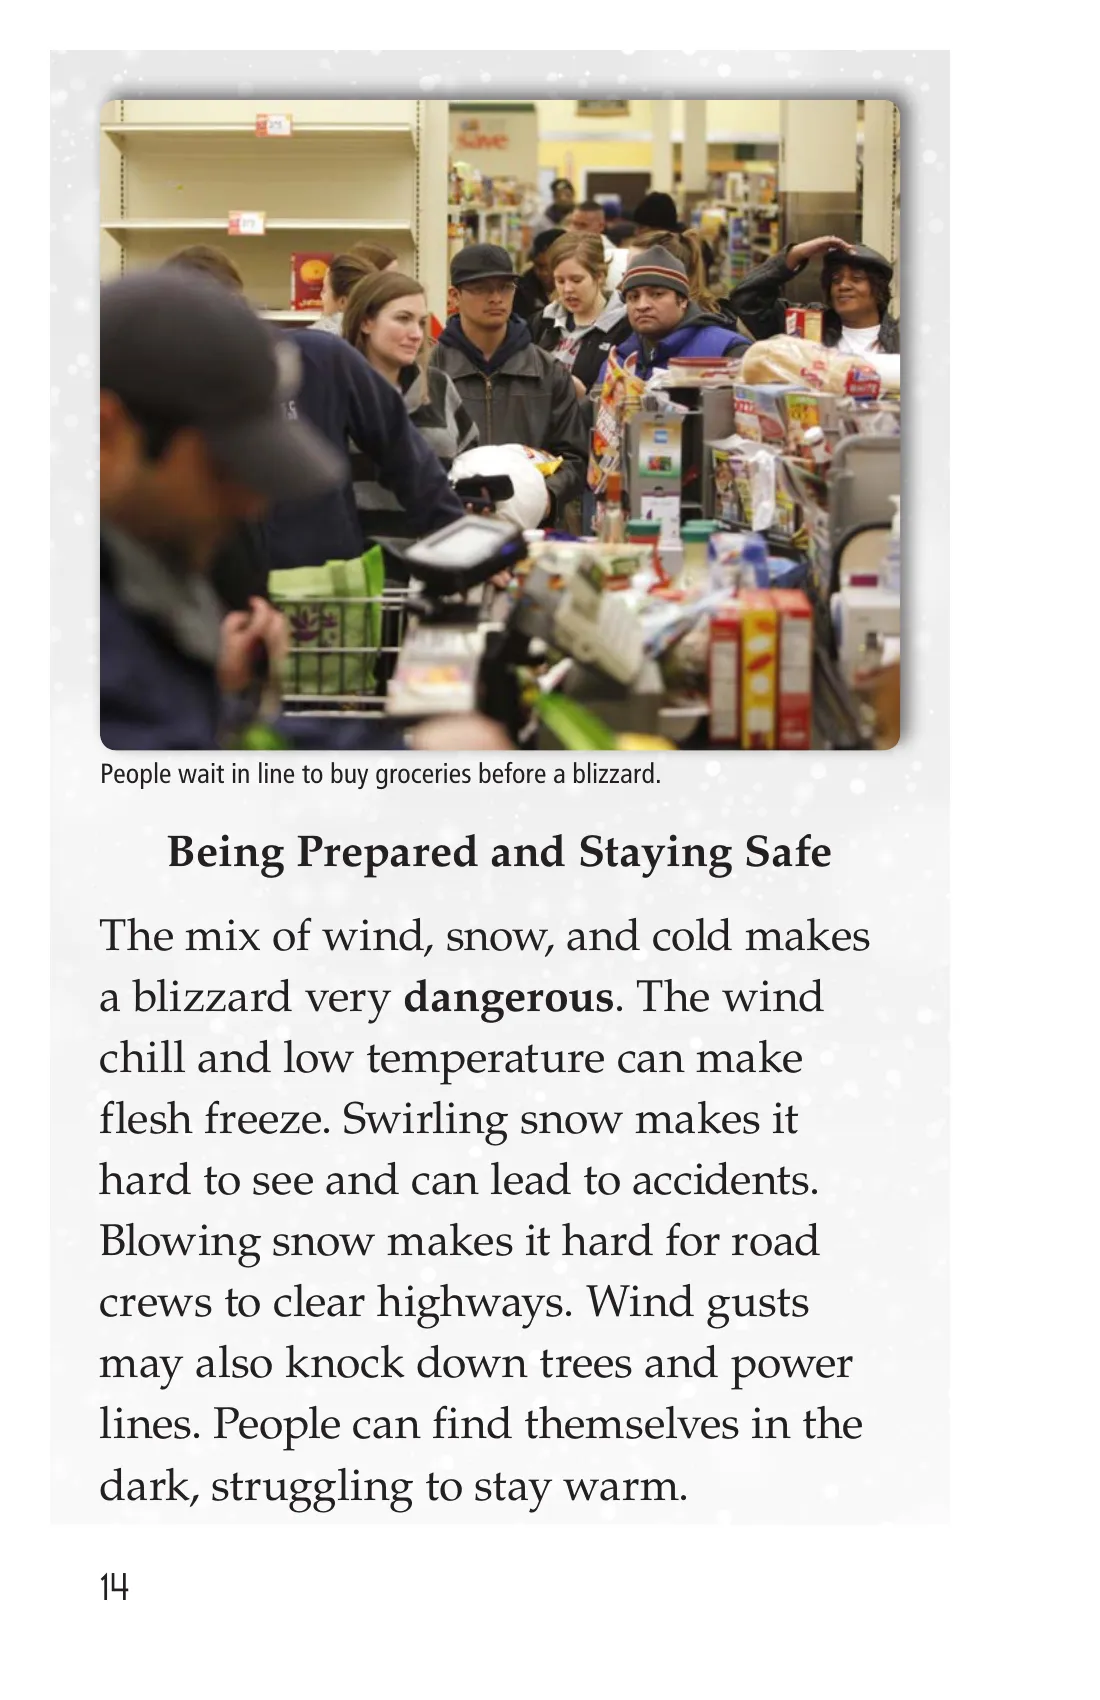 save
People wait in line to buy groceries before a blizzard.
Being Prepared and Staying Safe
The mix of wind, snow, and cold makes
a blizzard very dangerous. The wind
chill and low temperature can make
flesh freeze. Swirling snow makes it
hard to see and can lead to accidents.
Blowing snow makes it hard for road
crews to clear highways. Wind gusts
may also knock down trees and power
lines. People can find themselves in the
dark, struggling to stay warm.
14